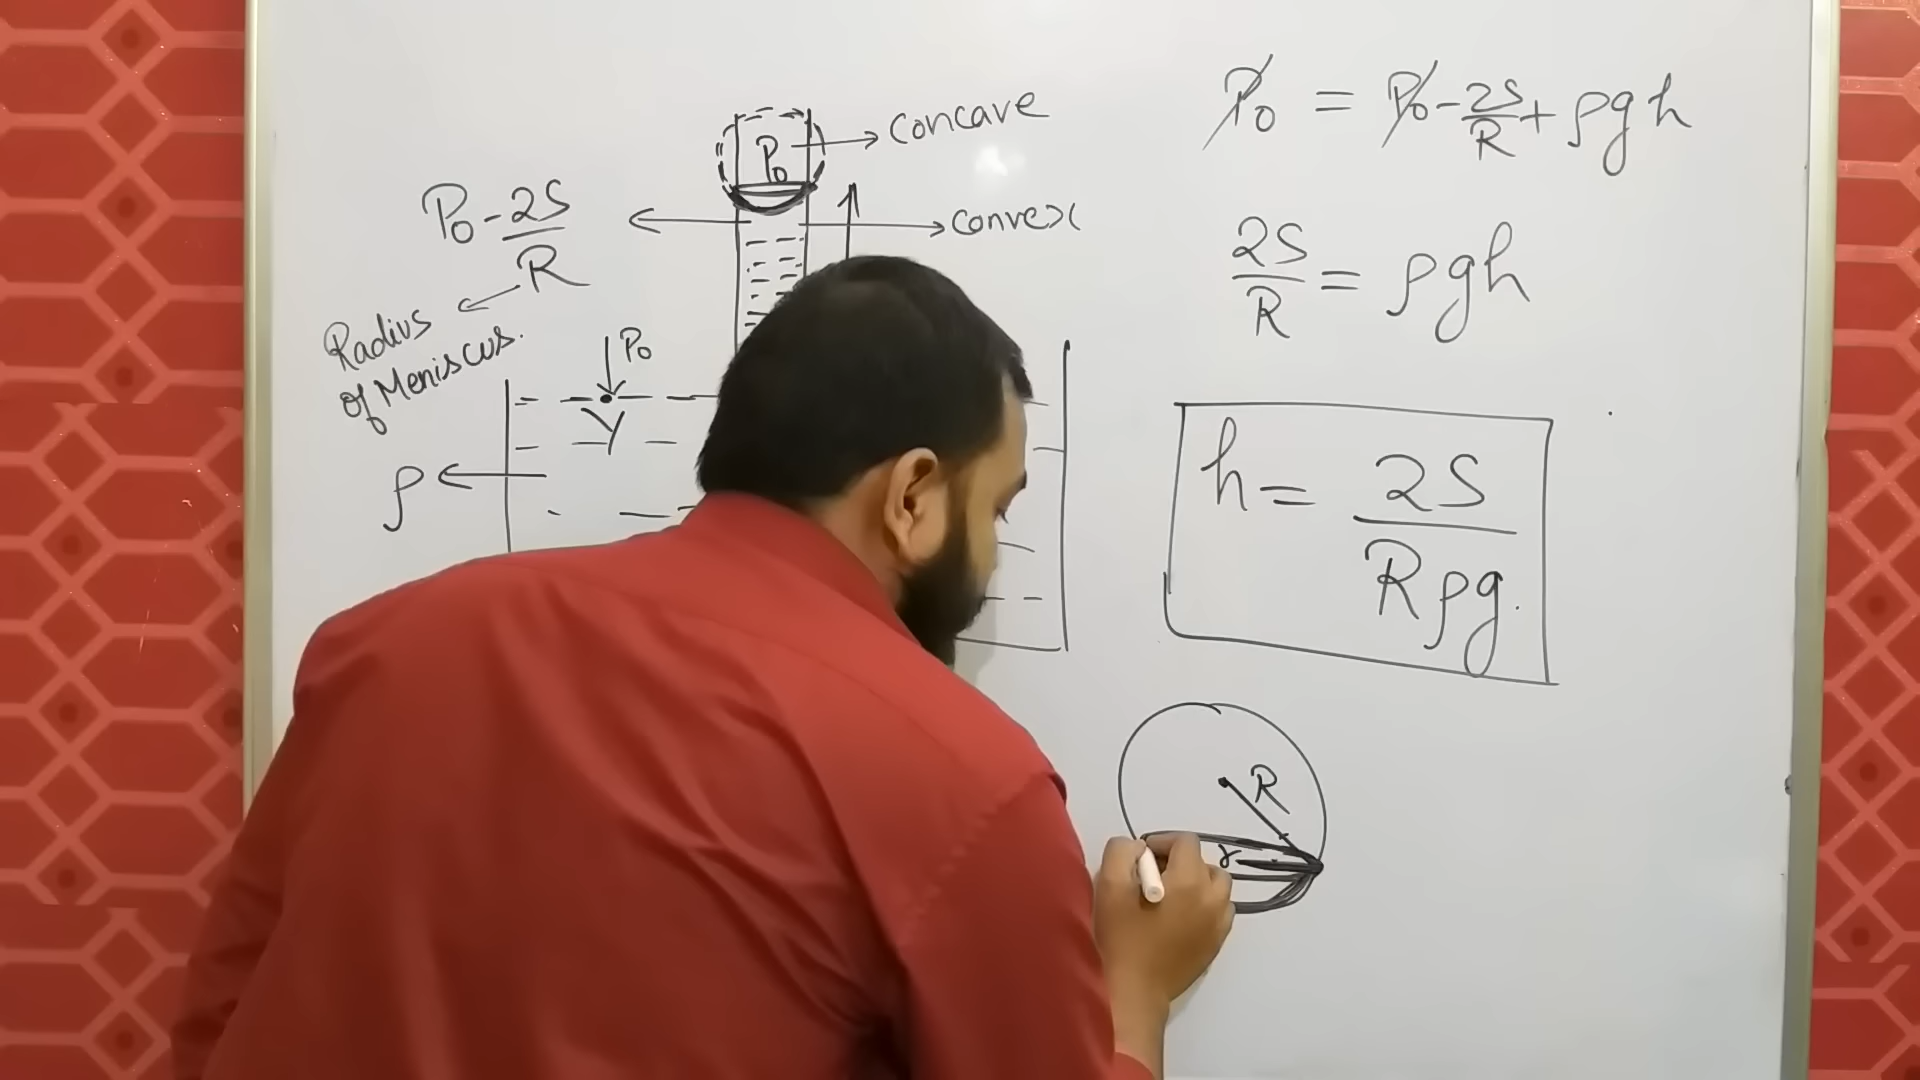 P₀
concave
convex
P₀ - 2S/R
Radius
of Meniscus.
P₀
Y
ρ
P₀ = P₀ - 2S/R + ρgh
2S/R = ρgh
h = 2S/Rρg.
R
r